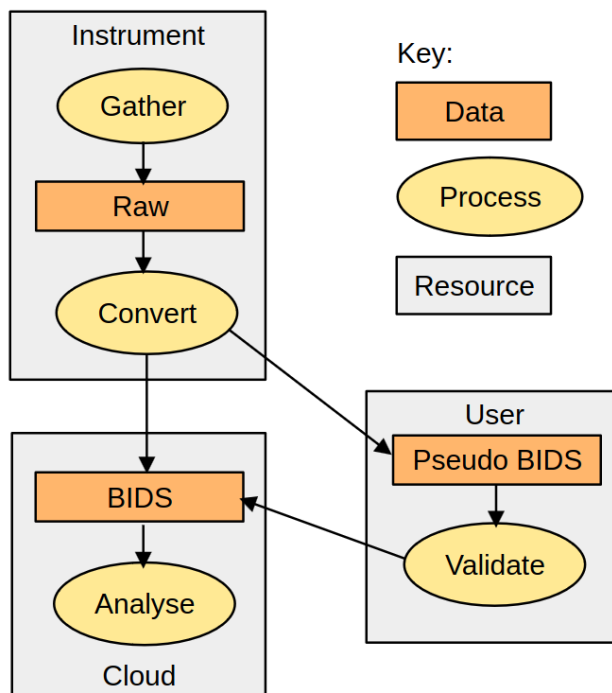 Instrument
Gather
Raw
Convert
Key:
Data
Process
Resource
User
Pseudo BIDS
Validate
BIDS
Analyse
Cloud